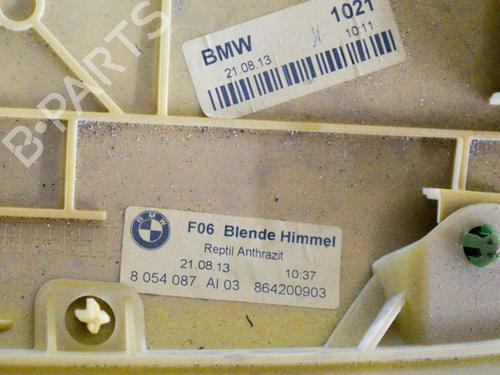 BMW
1021
21.08.13
10:11
B-PARTS
BMW
F06 Blende Himmel
Reptil Anthrazit
21.08.13 10:37
8 054 087 AI 03 864200903